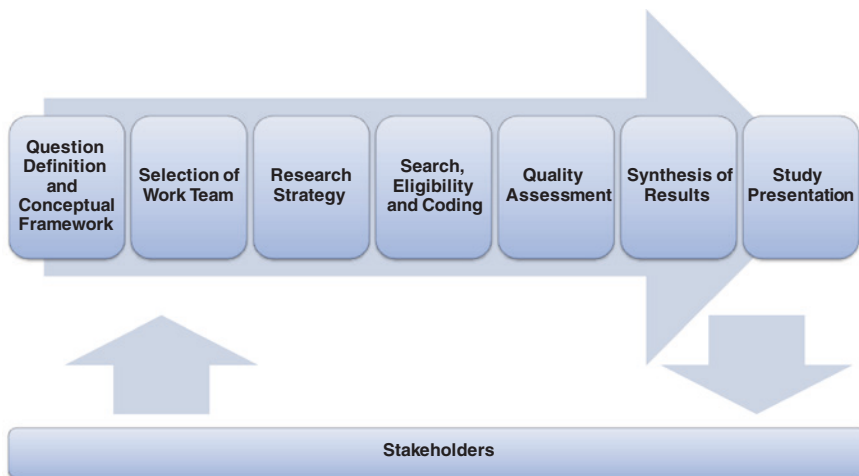 Question
Definition
and
Conceptual
Framework
Selection of
Work Team
Research
Strategy
Search,
Eligibility
and Coding
Quality
Assessment
Synthesis of
Results
Study
Presentation
Stakeholders